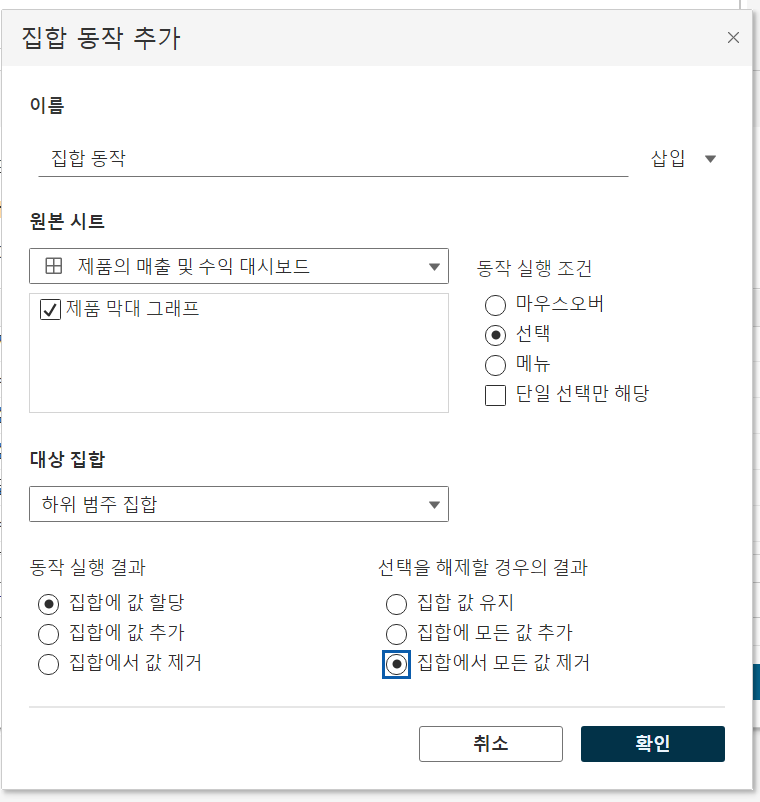 집합 동작 추가
이름
집합 동작 삽입
원본 시트
제품의 매출 및 수익 대시보드
제품 막대 그래프
동작 실행 조건
마우스오버
선택
메뉴
단일 선택만 해당
대상 집합
하위 범주 집합
동작 실행 결과
집합에 값 할당
집합에 값 추가
집합에서 값 제거
선택을 해제할 경우의 결과
집합 값 유지
집합에 모든 값 추가
집합에서 모든 값 제거
취소 확인